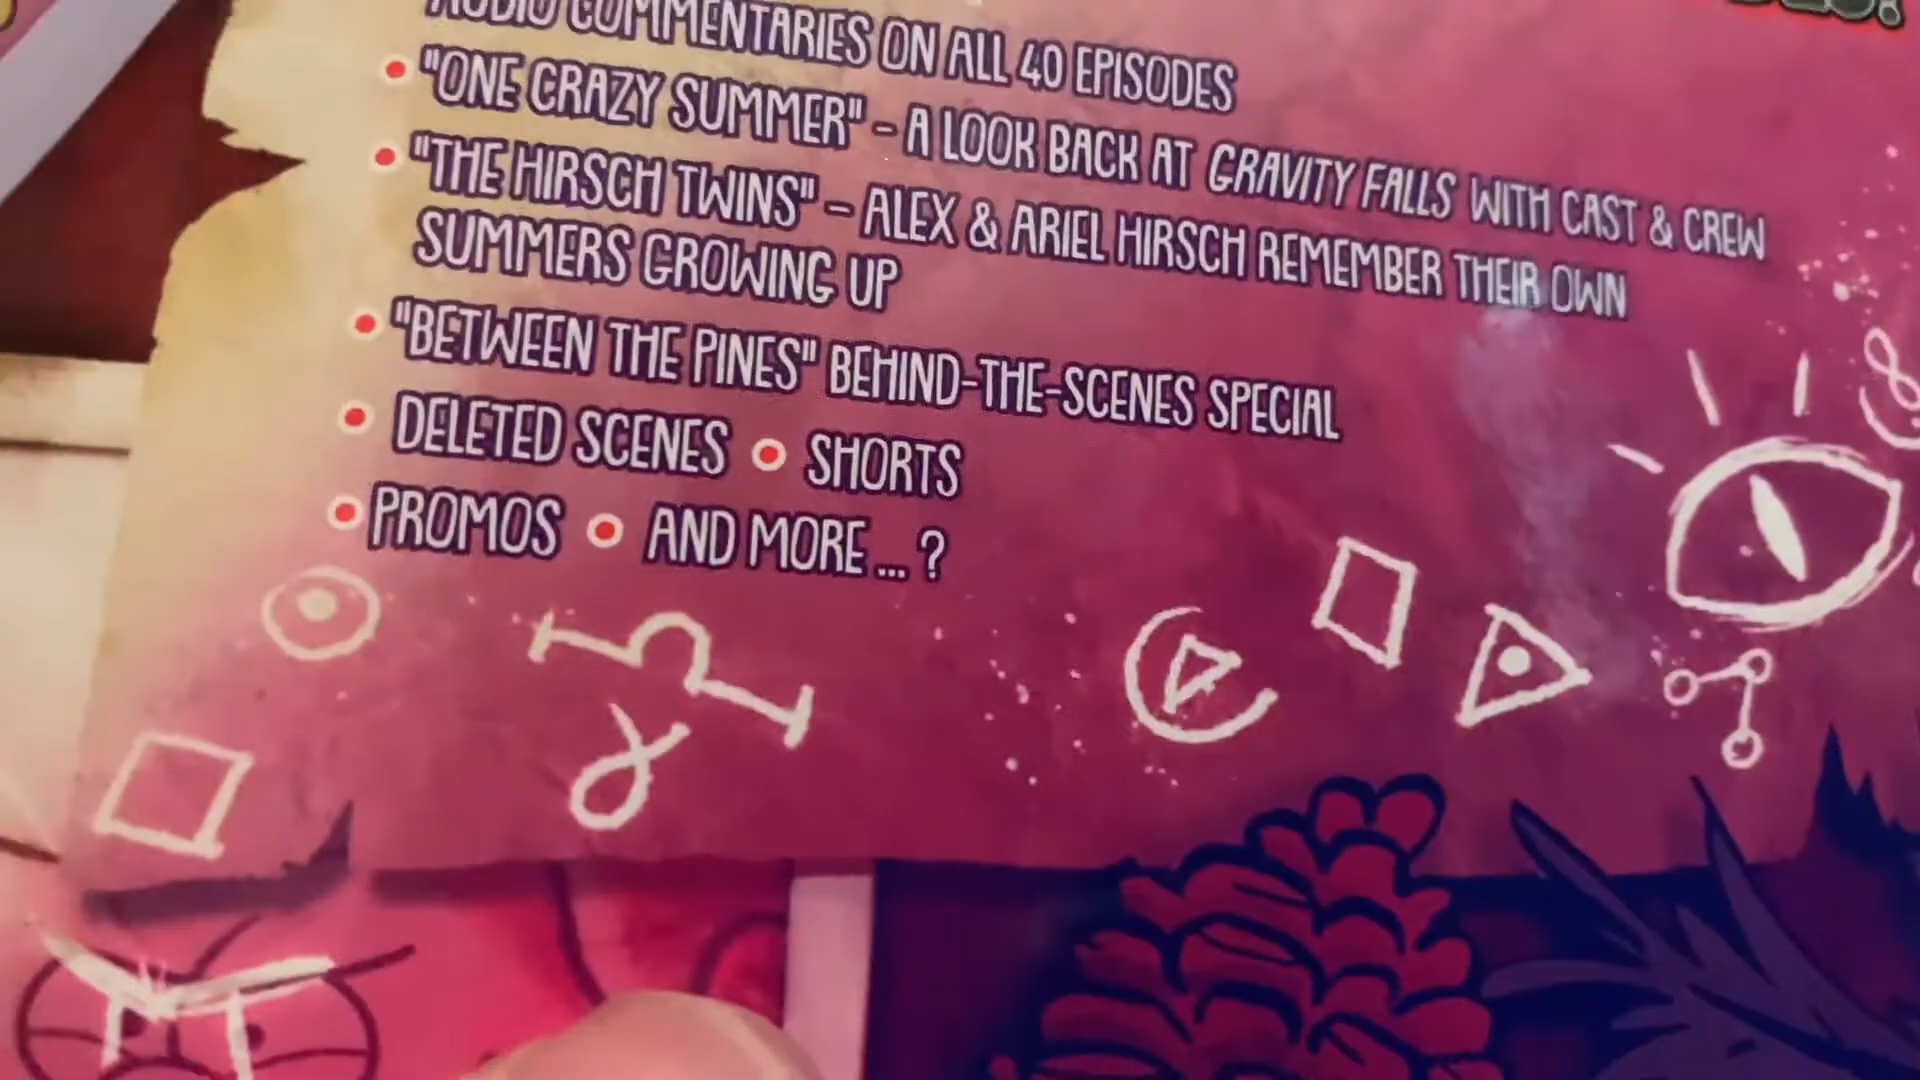 AUDIO COMMENTARIES ON ALL 40 EPISODES
• "ONE CRAZY SUMMER" - A LOOK BACK AT GRAVITY FALLS WITH CAST & CREW
• "THE HIRSCH TWINS" - ALEX & ARIEL HIRSCH REMEMBER THEIR OWN
SUMMERS GROWING UP
• "BETWEEN THE PINES" BEHIND-THE-SCENES SPECIAL
• DELETED SCENES • SHORTS
• PROMOS • AND MORE ... ?